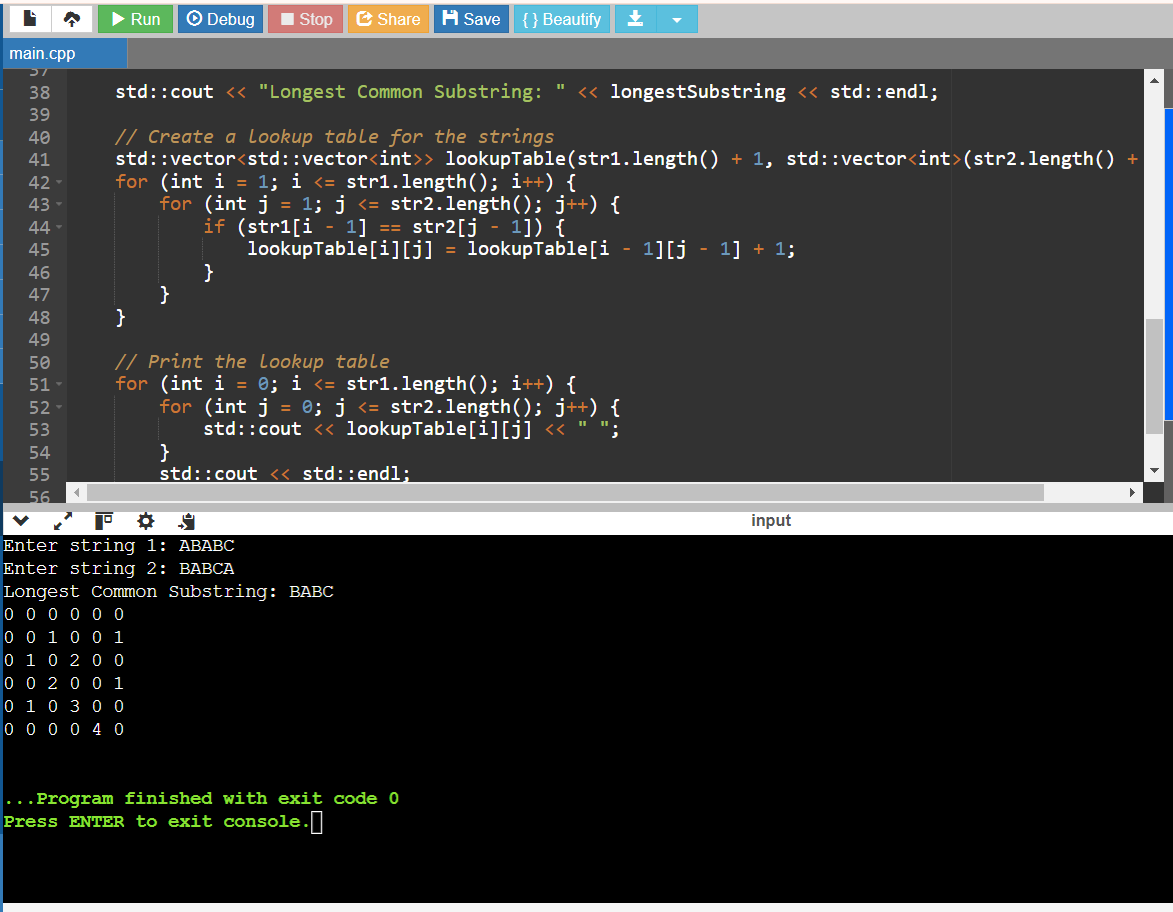 Run Debug Stop Share Save { } Beautify
main.cpp
37
38 std::cout << "Longest Common Substring: " << longestSubstring << std::endl;
39
40 // Create a lookup table for the strings
41 std::vector<std::vector<int>> lookupTable(str1.length() + 1, std::vector<int>(str2.length() +
42 for (int i = 1; i <= str1.length(); i++) {
43 for (int j = 1; j <= str2.length(); j++) {
44 if (str1[i - 1] == str2[j - 1]) {
45 lookupTable[i][j] = lookupTable[i - 1][j - 1] + 1;
46 }
47 }
48 }
49
50 // Print the lookup table
51 for (int i = 0; i <= str1.length(); i++) {
52 for (int j = 0; j <= str2.length(); j++) {
53 std::cout << lookupTable[i][j] << " ";
54 }
55 std::cout << std::endl;
56
input
Enter string 1: ABABC
Enter string 2: BABCA
Longest Common Substring: BABC
0 0 0 0 0 0
0 0 1 0 0 1
0 1 0 2 0 0
0 0 2 0 0 1
0 1 0 3 0 0
0 0 0 0 4 0
...Program finished with exit code 0
Press ENTER to exit console.